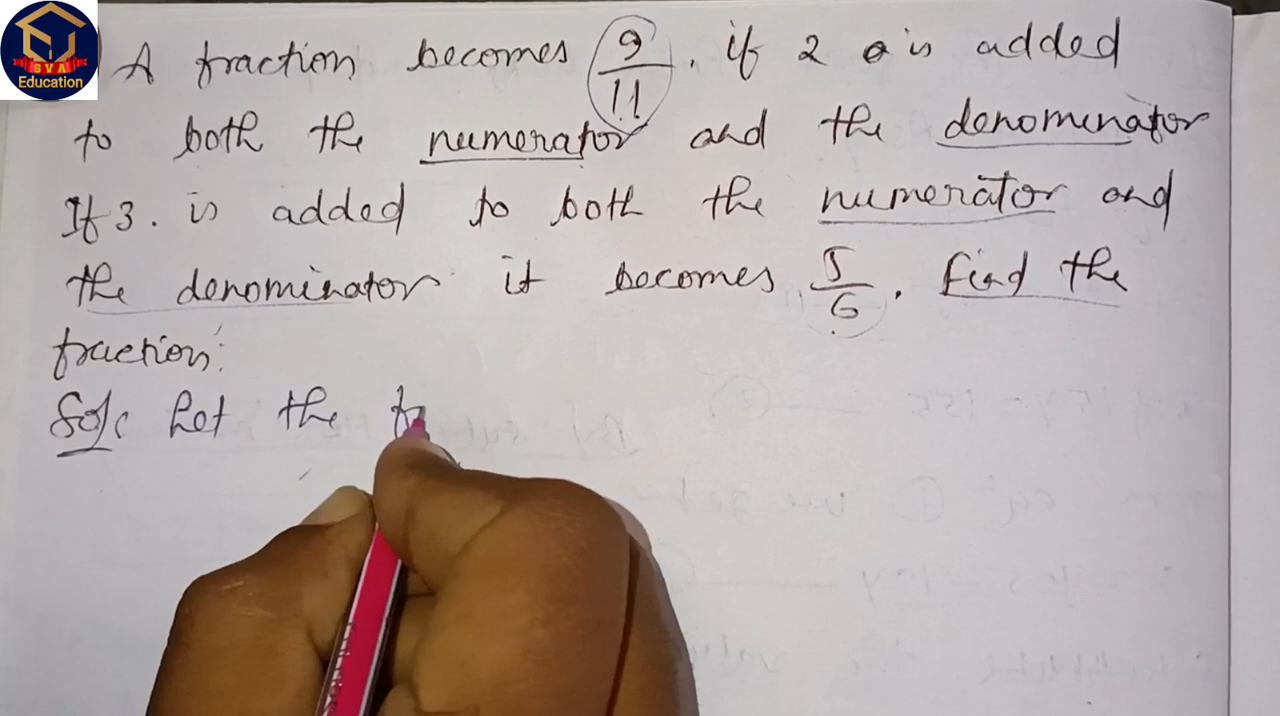 SVA
Education
A fraction becomes 9/11, if 2 is added
to both the numerator and the denominator
If 3. is added to both the numerator and
the denominator it becomes 5/6. Find the
fraction.
Sol: Let the